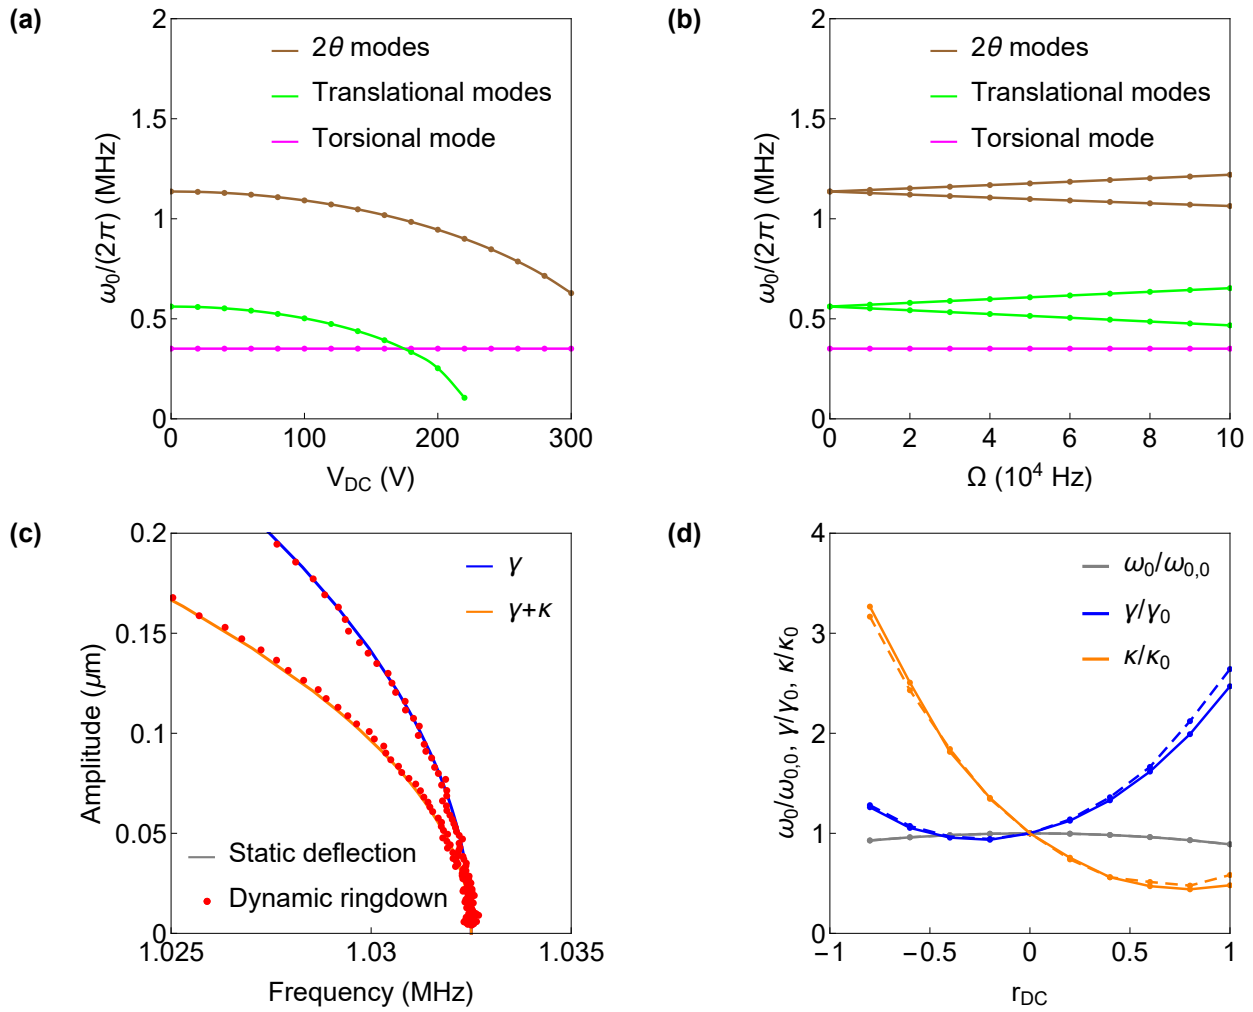 (a)
2
1.5
1
0.5
0
ω₀/(2π) (MHz)
2θ modes
Translational modes
Torsional mode
0 100 200 300
V_DC (V)
(b)
2
1.5
1
0.5
0
ω₀/(2π) (MHz)
2θ modes
Translational modes
Torsional mode
0 2 4 6 8 10
Ω (10⁴ Hz)
(c)
0.2
0.15
0.1
0.05
0
Amplitude (μm)
γ
γ+κ
Static deflection
Dynamic ringdown
1.025 1.03 1.035
Frequency (MHz)
(d)
4
3
2
1
0
ω₀/ω₀,₀, γ/γ₀, κ/κ₀
ω₀/ω₀,₀
γ/γ₀
κ/κ₀
−1 −0.5 0 0.5 1
r_DC